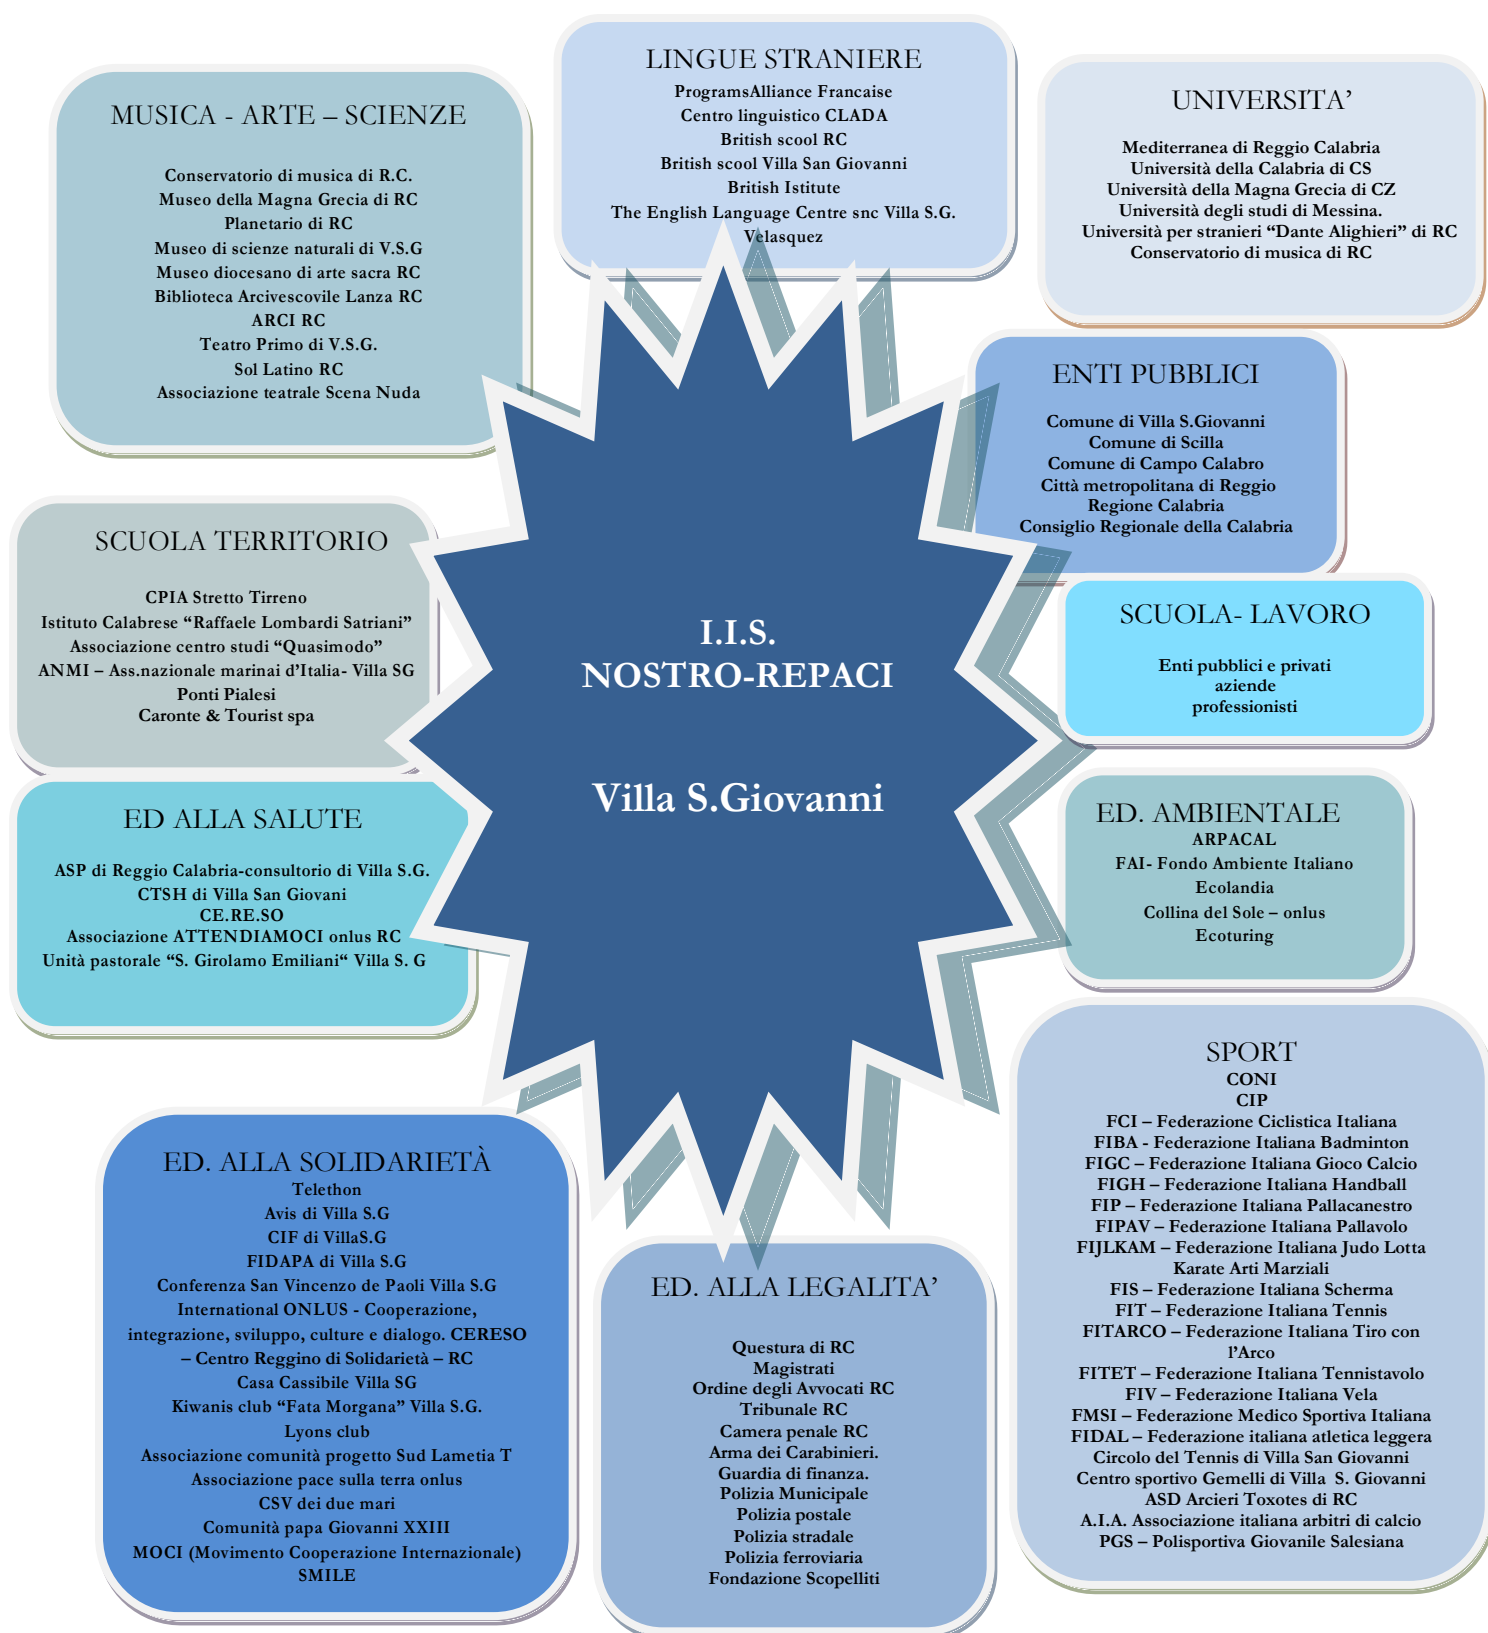 LINGUE STRANIERE
ProgramsAlliance Francaise
Centro linguistico CLADA
British scool RC
British scool Villa San Giovanni
British Istitute
The English Language Centre snc Villa S.G.
Velasquez
MUSICA - ARTE – SCIENZE
Conservatorio di musica di R.C.
Museo della Magna Grecia di RC
Planetario di RC
Museo di scienze naturali di V.S.G
Museo diocesano di arte sacra RC
Biblioteca Arcivescovile Lanza RC
ARCI RC
Teatro Primo di V.S.G.
Sol Latino RC
Associazione teatrale Scena Nuda
UNIVERSITA’
Mediterranea di Reggio Calabria
Università della Calabria di CS
Università della Magna Grecia di CZ
Università degli studi di Messina.
Università per stranieri “Dante Alighieri” di RC
Conservatorio di musica di RC
ENTI PUBBLICI
Comune di Villa S.Giovanni
Comune di Scilla
Comune di Campo Calabro
Città metropolitana di Reggio
Regione Calabria
Consiglio Regionale della Calabria
SCUOLA TERRITORIO
CPIA Stretto Tirreno
Istituto Calabrese “Raffaele Lombardi Satriani”
Associazione centro studi “Quasimodo”
ANMI – Ass.nazionale marinai d’Italia- Villa SG
Ponti Pialesi
Caronte & Tourist spa
I.I.S.
NOSTRO-REPACI
Villa S.Giovanni
SCUOLA- LAVORO
Enti pubblici e privati
aziende
professionisti
ED ALLA SALUTE
ASP di Reggio Calabria-consultorio di Villa S.G.
CTSH di Villa San Giovani
CE.RE.SO
Associazione ATTENDIAMOCI onlus RC
Unità pastorale “S. Girolamo Emiliani“ Villa S. G
ED. AMBIENTALE
ARPACAL
FAI- Fondo Ambiente Italiano
Ecolandia
Collina del Sole – onlus
Ecoturing
SPORT
CONI
CIP
FCI – Federazione Ciclistica Italiana
FIBA - Federazione Italiana Badminton
FIGC – Federazione Italiana Gioco Calcio
FIGH – Federazione Italiana Handball
FIP – Federazione Italiana Pallacanestro
FIPAV – Federazione Italiana Pallavolo
FIJLKAM – Federazione Italiana Judo Lotta
Karate Arti Marziali
FIS – Federazione Italiana Scherma
FIT – Federazione Italiana Tennis
FITARCO – Federazione Italiana Tiro con
l’Arco
FITET – Federazione Italiana Tennistavolo
FIV – Federazione Italiana Vela
FMSI – Federazione Medico Sportiva Italiana
FIDAL – Federazione italiana atletica leggera
Circolo del Tennis di Villa San Giovanni
Centro sportivo Gemelli di Villa S. Giovanni
ASD Arcieri Toxotes di RC
A.I.A. Associazione italiana arbitri di calcio
PGS – Polisportiva Giovanile Salesiana
ED. ALLA SOLIDARIETÀ
Telethon
Avis di Villa S.G
CIF di VillaS.G
FIDAPA di Villa S.G
Conferenza San Vincenzo de Paoli Villa S.G
International ONLUS - Cooperazione,
integrazione, sviluppo, culture e dialogo. CERESO
– Centro Reggino di Solidarietà – RC
Casa Cassibile Villa SG
Kiwanis club “Fata Morgana” Villa S.G.
Lyons club
Associazione comunità progetto Sud Lametia T
Associazione pace sulla terra onlus
CSV dei due mari
Comunità papa Giovanni XXIII
MOCI (Movimento Cooperazione Internazionale)
SMILE
ED. ALLA LEGALITA’
Questura di RC
Magistrati
Ordine degli Avvocati RC
Tribunale RC
Camera penale RC
Arma dei Carabinieri.
Guardia di finanza.
Polizia Municipale
Polizia postale
Polizia stradale
Polizia ferroviaria
Fondazione Scopelliti